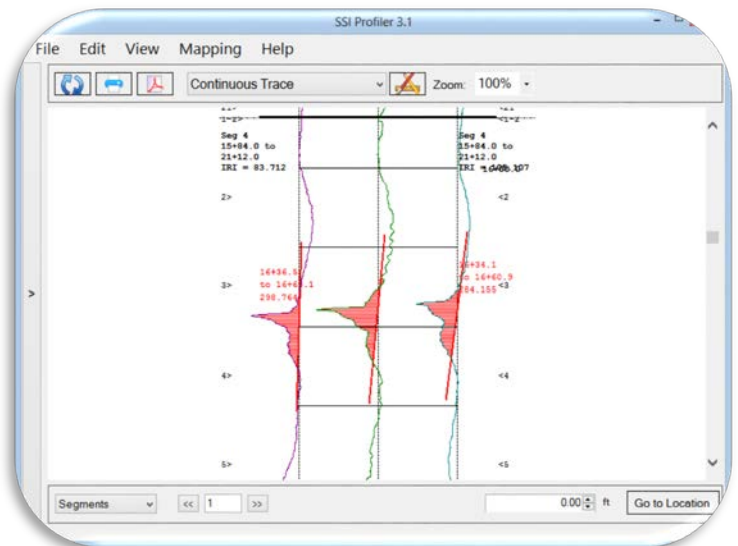 SSI Profiler 3.1
File Edit View Mapping Help
Continuous Trace Zoom: 100%
Seg 4
15+84.0 to
21+12.0
IRI = 83.712
Seg 4
15+84.0 to
21+12.0
IRI =
2> <2
16+36.
to 16+6 .1
298.76
16+34.1
to 16+60.9
784.155
3> <3
4> <4
5> <5
Segments << 1 >> 0.00 ft Go to Location